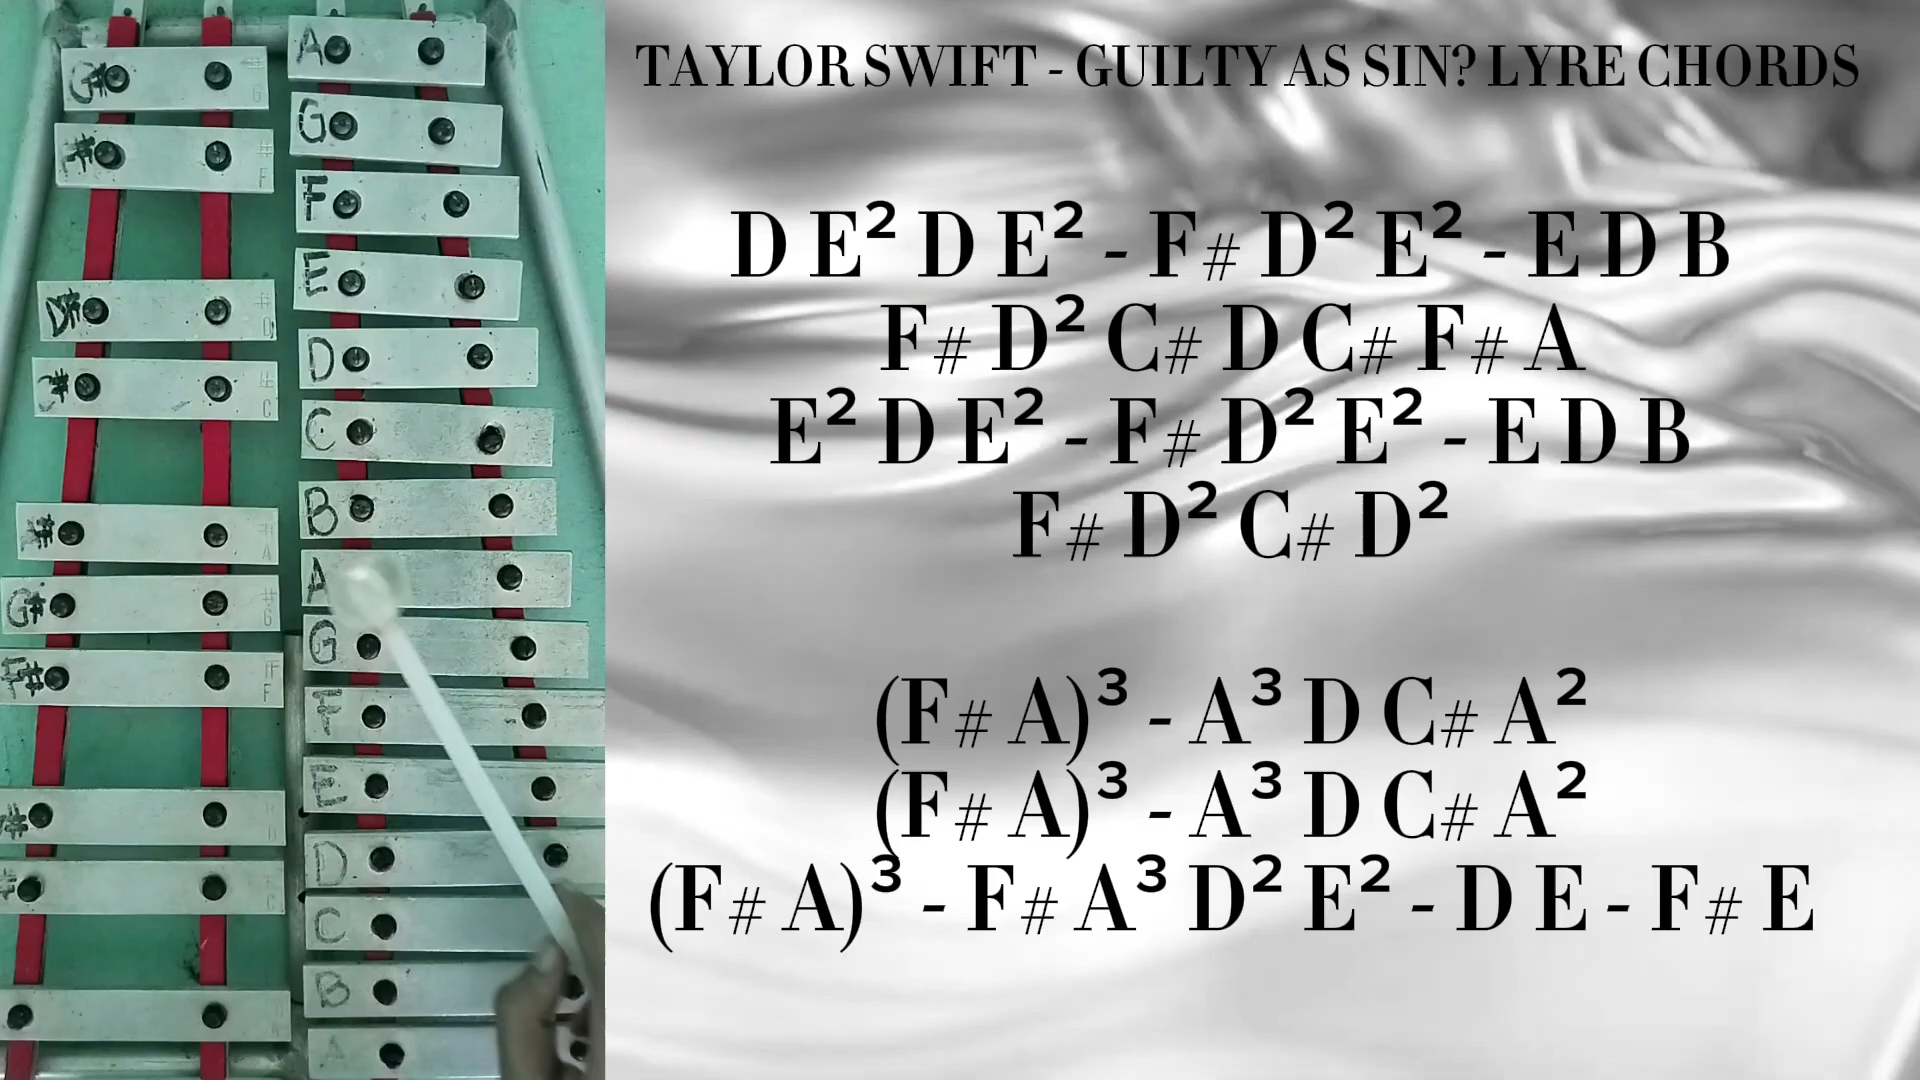 TAYLOR SWIFT - GUILTY AS SIN? LYRE CHORDS
D E² D E² - F# D² E² - E D B
F# D² C# D C# F# A
E² D E² - F# D² E² - E D B
F# D² C# D²
(F# A)³ - A³ D C# A²
(F# A)³ - A³ D C# A²
(F# A)³ - F# A³ D² E² - D E - F# E
G#
#
D#
C#
#
G#
F#
#
#
A
G
F
E
D
C
B
A
G
F
E
D
C
B
A